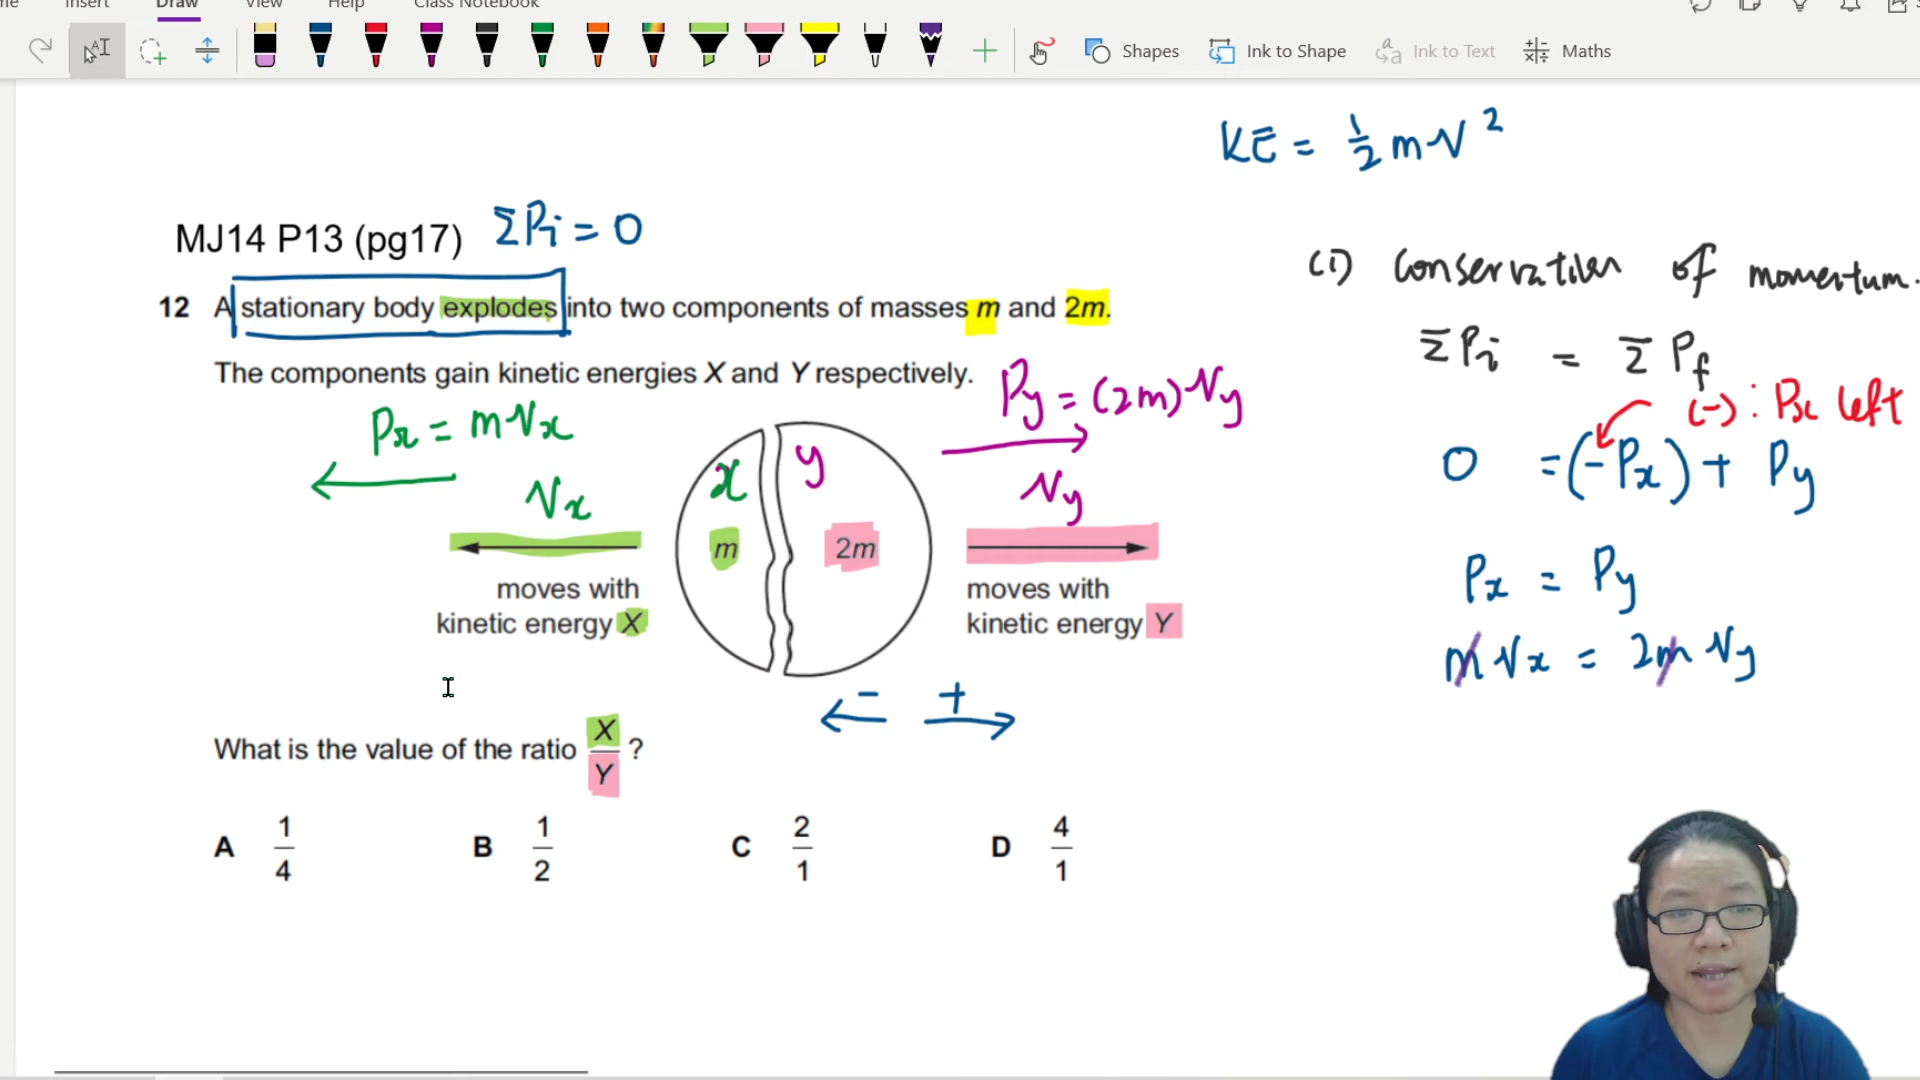 Insert Draw View Help Class Notebook
Shapes Ink to Shape Ink to Text Maths
KE = 1/2 mv²
MJ14 P13 (pg17) ΣPi = 0
(1) Conservation of momentum.
12 A stationary body explodes into two components of masses m and 2m.
ΣPi = ΣPf
The components gain kinetic energies X and Y respectively.
Py = (2m)Vy
(-): Px left
Px = mVx
0 = (-Px) + Py
x y
Vx
Vy
m 2m
moves with
kinetic energy X
moves with
kinetic energy Y
Px = Py
mVx = 2mVy
- +
What is the value of the ratio X/Y ?
A 1/4 B 1/2 C 2/1 D 4/1